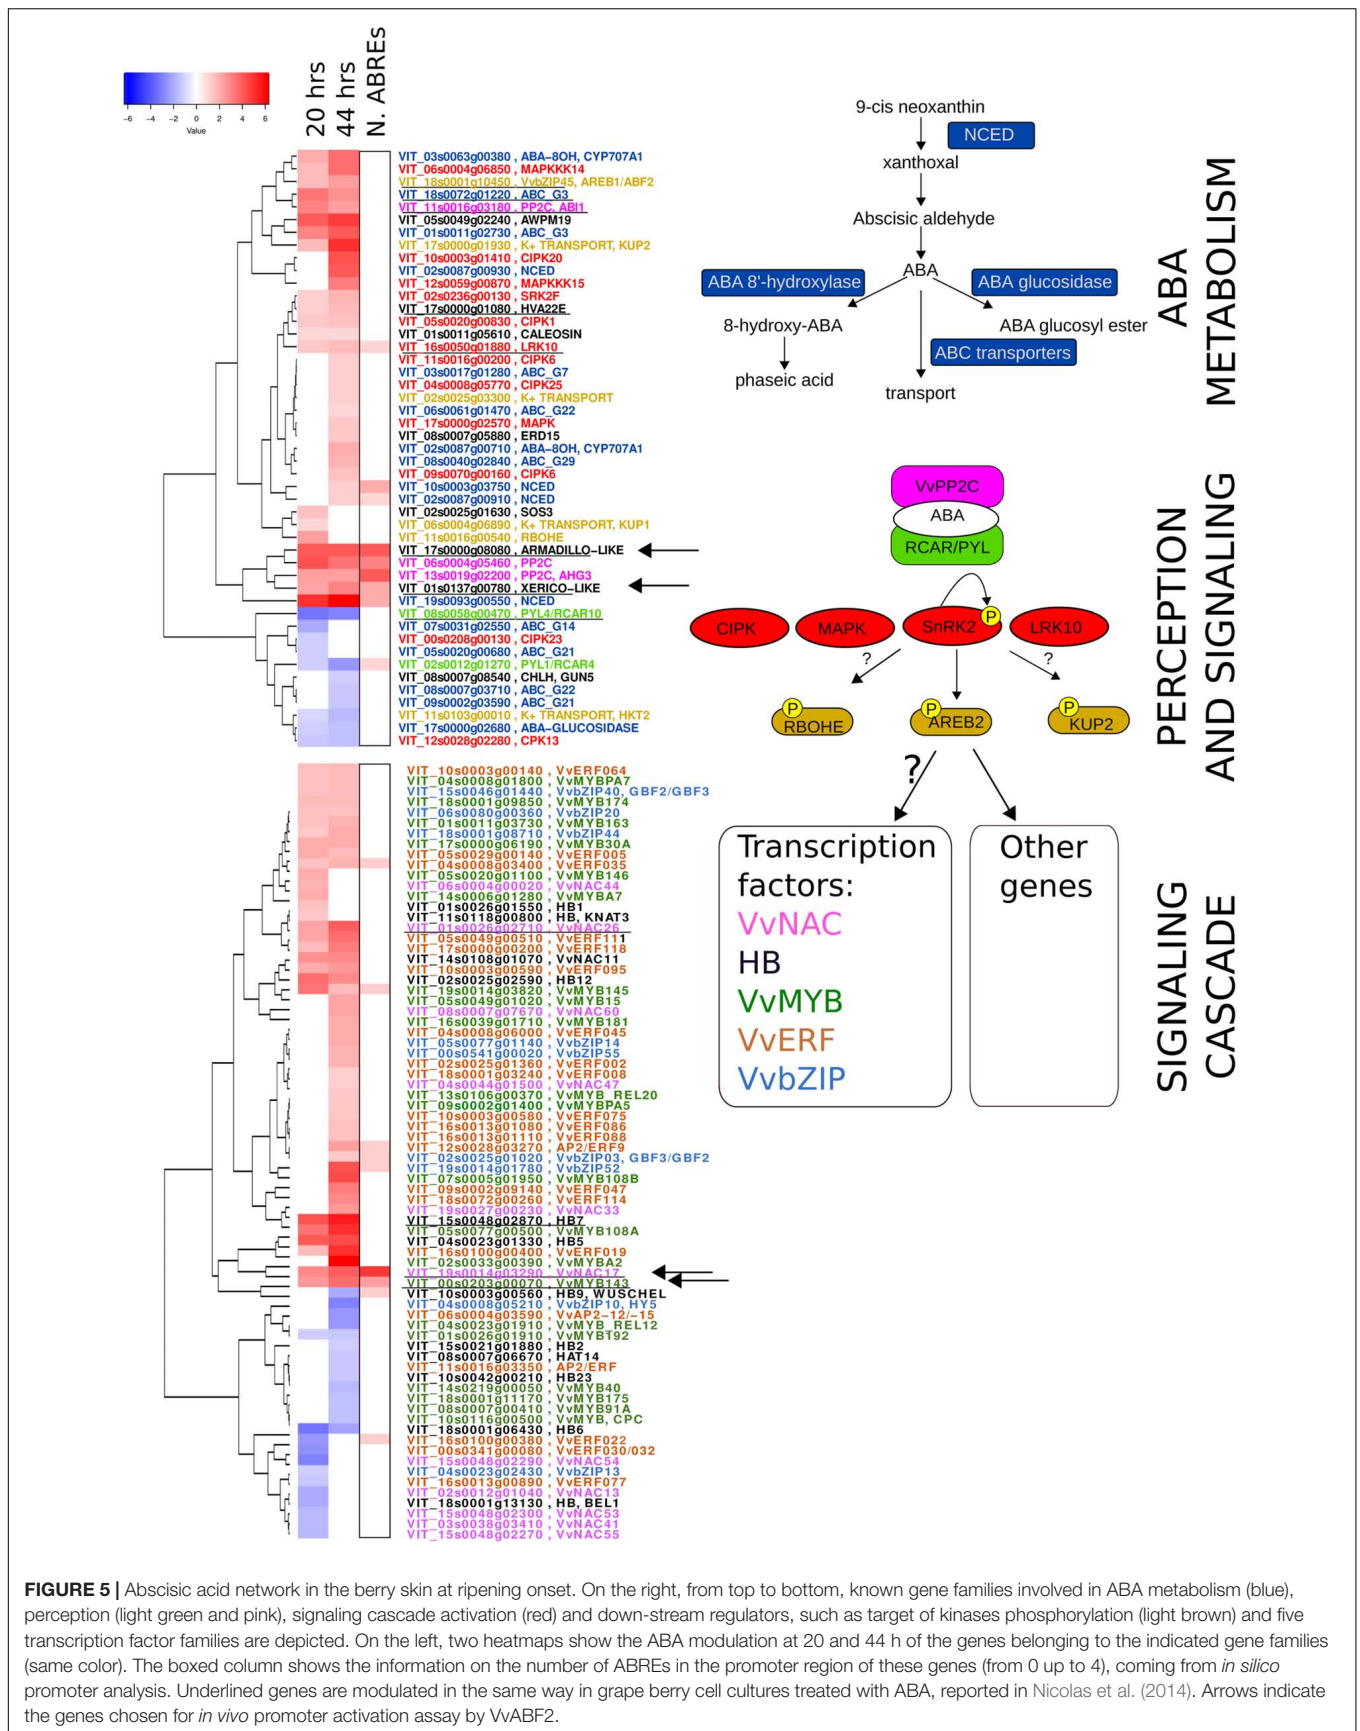 20 hrs
44 hrs
N. ABREs
−6 −4 −2 0 2 4 6
Value
VIT_03s0063g00380 , ABA−8OH, CYP707A1
VIT_06s0004g06850 , MAPKKK14
VIT_18s0001g10450 , VvbZIP45, AREB1/ABF2
VIT_18s0072g01220 , ABC_G3
VIT_11s0016g03180 , PP2C, ABI1
VIT_05s0049g02240 , AWPM19
VIT_01s0011g02730 , ABC_G3
VIT_17s0000g01930 , K+ TRANSPORT, KUP2
VIT_10s0003g01410 , CIPK20
VIT_02s0087g00930 , NCED
VIT_12s0059g00870 , MAPKKK15
VIT_02s0236g00130 , SRK2F
VIT_17s0000g01080 , HVA22E
VIT_05s0020g00830 , CIPK1
VIT_01s0011g05610 , CALEOSIN
VIT_16s0050g01880 , LRK10
VIT_11s0016g00200 , CIPK6
VIT_03s0017g01280 , ABC_G7
VIT_04s0008g05770 , CIPK25
VIT_02s0025g03300 , K+ TRANSPORT
VIT_06s0061g01470 , ABC_G22
VIT_17s0000g02570 , MAPK
VIT_08s0007g05880 , ERD15
VIT_02s0087g00710 , ABA−8OH, CYP707A1
VIT_08s0040g02840 , ABC_G29
VIT_09s0070g00160 , CIPK6
VIT_10s0003g03750 , NCED
VIT_02s0087g00910 , NCED
VIT_02s0025g01630 , SOS3
VIT_06s0004g06890 , K+ TRANSPORT, KUP1
VIT_11s0016g00540 , RBOHE
VIT_17s0000g08080 , ARMADILLO−LIKE
VIT_06s0004g05460 , PP2C
VIT_13s0019g02200 , PP2C, AHG3
VIT_01s0137g00780 , XERICO−LIKE
VIT_19s0093g00550 , NCED
VIT_08s0058g00470 , PYL4/RCAR10
VIT_07s0031g02550 , ABC_G14
VIT_00s0208g00130 , CIPK23
VIT_05s0020g00680 , ABC_G21
VIT_02s0012g01270 , PYL1/RCAR4
VIT_08s0007g08540 , CHLH, GUN5
VIT_08s0007g03710 , ABC_G22
VIT_09s0002g03590 , ABC_G21
VIT_11s0103g00010 , K+ TRANSPORT, HKT2
VIT_17s0000g02680 , ABA−GLUCOSIDASE
VIT_12s0028g02280 , CPK13
VIT_10s0003g00140 , VvERF064
VIT_04s0008g01800 , VvMYBPA7
VIT_15s0046g01440 , VvbZIP40, GBF2/GBF3
VIT_18s0001g09850 , VvMYB174
VIT_06s0080g00360 , VvbZIP20
VIT_01s0011g03730 , VvMYB163
VIT_18s0001g08710 , VvbZIP44
VIT_17s0000g06190 , VvMYB30A
VIT_05s0029g00140 , VvERF005
VIT_04s0008g03400 , VvERF035
VIT_05s0020g01100 , VvMYB146
VIT_06s0004g00020 , VvNAC44
VIT_14s0006g01280 , VvMYBA7
VIT_01s0026g01550 , HB1
VIT_11s0118g00800 , HB, KNAT3
VIT_01s0026g02710 , VvNAC26
VIT_05s0049g00510 , VvERF111
VIT_17s0000g00200 , VvERF118
VIT_14s0108g01070 , VvNAC11
VIT_10s0003g00590 , VvERF095
VIT_02s0025g02590 , HB12
VIT_19s0014g03820 , VvMYB145
VIT_05s0049g01020 , VvMYB15
VIT_08s0007g07670 , VvNAC60
VIT_16s0039g01710 , VvMYB181
VIT_04s0008g06000 , VvERF045
VIT_05s0077g01140 , VvbZIP14
VIT_00s0541g00020 , VvbZIP55
VIT_02s0025g01360 , VvERF002
VIT_18s0001g03240 , VvERF008
VIT_04s0044g01500 , VvNAC47
VIT_13s0106g00370 , VvMYB_REL20
VIT_09s0002g01400 , VvMYBPA5
VIT_10s0003g00580 , VvERF075
VIT_16s0013g01080 , VvERF086
VIT_16s0013g01110 , VvERF088
VIT_12s0028g03270 , AP2/ERF9
VIT_02s0025g01020 , VvbZIP03, GBF3/GBF2
VIT_19s0014g01780 , VvbZIP52
VIT_07s0005g01950 , VvMYB108B
VIT_09s0002g09140 , VvERF047
VIT_18s0072g00260 , VvERF114
VIT_19s0027g00230 , VvNAC33
VIT_15s0048g02870 , HB7
VIT_05s0077g00500 , VvMYB108A
VIT_04s0023g01330 , HB5
VIT_16s0100g00400 , VvERF019
VIT_02s0033g00390 , VvMYBA2
VIT_19s0014g03290 , VvNAC17
VIT_00s0203g00070 , VvMYB143
VIT_10s0003g00560 , HB9, WUSCHEL
VIT_04s0008g05210 , VvbZIP10, HY5
VIT_06s0004g03590 , VvAP2−12/−15
VIT_04s0023g01910 , VvMYB_REL12
VIT_01s0026g01910 , VvMYB192
VIT_15s0021g01880 , HB2
VIT_08s0007g06670 , HAT14
VIT_11s0016g03350 , AP2/ERF
VIT_10s0042g00210 , HB23
VIT_14s0219g00050 , VvMYB40
VIT_18s0001g11170 , VvMYB175
VIT_08s0007g00410 , VvMYB91A
VIT_10s0116g00500 , VvMYB, CPC
VIT_18s0001g06430 , HB6
VIT_16s0100g00380 , VvERF022
VIT_00s0341g00080 , VvERF030/032
VIT_15s0048g02290 , VvNAC54
VIT_04s0023g02430 , VvbZIP13
VIT_16s0013g00890 , VvERF077
VIT_02s0012g01040 , VvNAC13
VIT_18s0001g13130 , HB, BEL1
VIT_15s0048g02300 , VvNAC53
VIT_03s0038g03410 , VvNAC41
VIT_15s0048g02270 , VvNAC55
9-cis neoxanthin
NCED
xanthoxal
Abscisic aldehyde
ABA
ABA 8'-hydroxylase
ABA glucosidase
8-hydroxy-ABA
ABA glucosyl ester
ABC transporters
phaseic acid
transport
ABA
METABOLISM
VvPP2C
ABA
RCAR/PYL
CIPK
MAPK
SnRK2
P
LRK10
?
?
P
RBOHE
P
AREB2
P
KUP2
PERCEPTION
AND SIGNALING
?
Transcription
factors:
VvNAC
HB
VvMYB
VvERF
VvbZIP
Other
genes
SIGNALING
CASCADE
FIGURE 5 | Abscisic acid network in the berry skin at ripening onset. On the right, from top to bottom, known gene families involved in ABA metabolism (blue),
perception (light green and pink), signaling cascade activation (red) and down-stream regulators, such as target of kinases phosphorylation (light brown) and five
transcription factor families are depicted. On the left, two heatmaps show the ABA modulation at 20 and 44 h of the genes belonging to the indicated gene families
(same color). The boxed column shows the information on the number of ABREs in the promoter region of these genes (from 0 up to 4), coming from in silico
promoter analysis. Underlined genes are modulated in the same way in grape berry cell cultures treated with ABA, reported in Nicolas et al. (2014). Arrows indicate
the genes chosen for in vivo promoter activation assay by VvABF2.